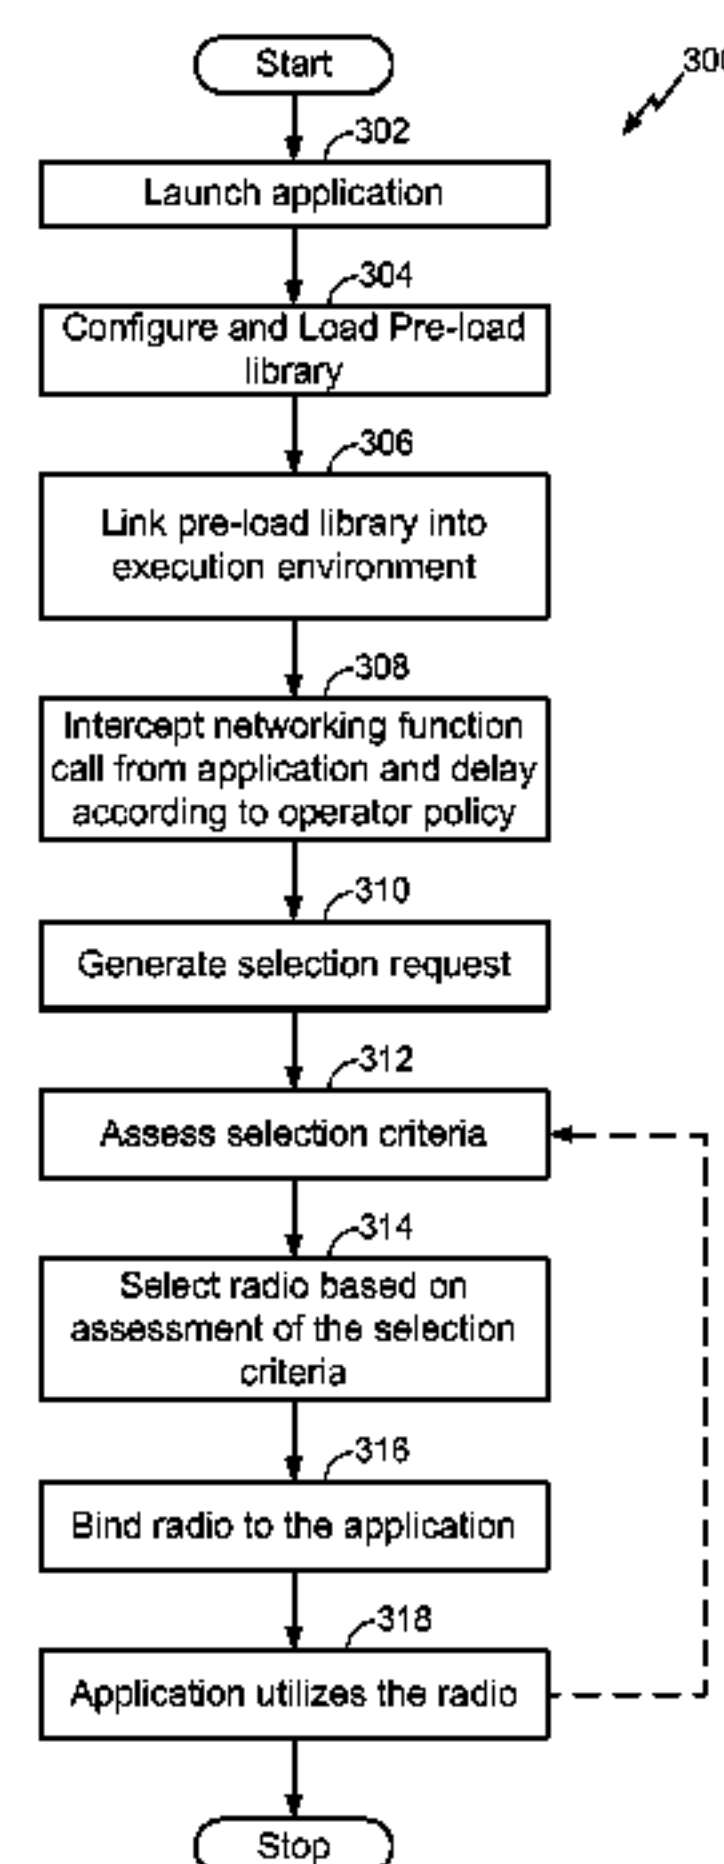 Start
300
302
Launch application
304
Configure and Load Pre-load
library
306
Link pre-load library into
execution environment
308
Intercept networking function
call from application and delay
according to operator policy
310
Generate selection request
312
Assess selection criteria
314
Select radio based on
assessment of the selection
criteria
316
Bind radio to the application
318
Application utilizes the radio
Stop